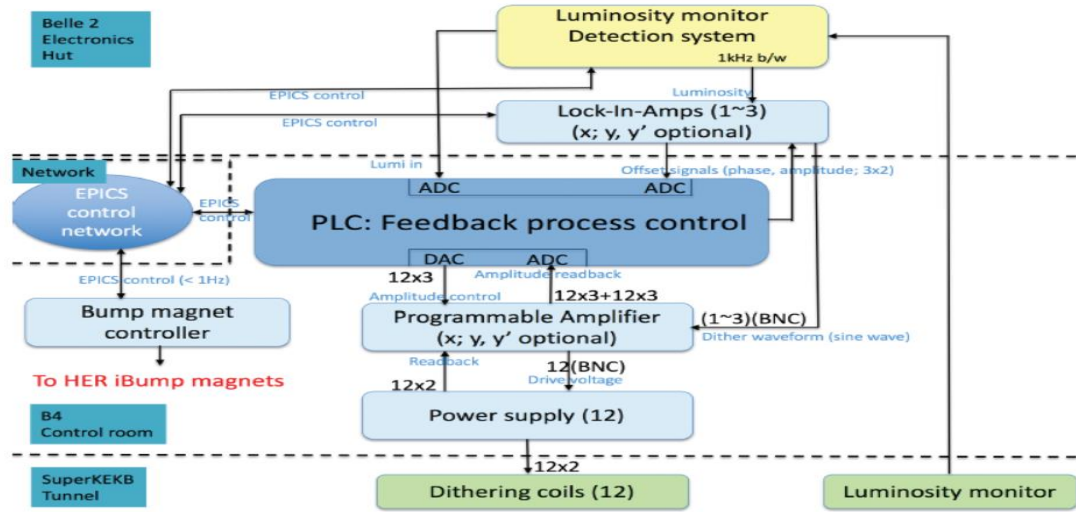 Belle 2
Electronics
Hut
Luminosity monitor
Detection system
1kHz b/w
EPICS control
Luminosity
EPICS control
Lock-In-Amps (1~3)
(x; y, y' optional)
Network
Lumi in
Offset signals (phase, amplitude; 3x2)
EPICS
control
network
EPICS
control
ADC
ADC
PLC: Feedback process control
DAC
ADC
12x3
Amplitude readback
EPICS control (< 1Hz)
Amplitude control
12x3+12x3
Bump magnet
controller
Programmable Amplifier
(x; y, y' optional)
(1~3)(BNC)
Dither waveform (sine wave)
Readback
12(BNC)
To HER iBump magnets
12x2
Drive voltage
B4
Control room
Power supply (12)
12x2
SuperKEKB
Tunnel
Dithering coils (12)
Luminosity monitor